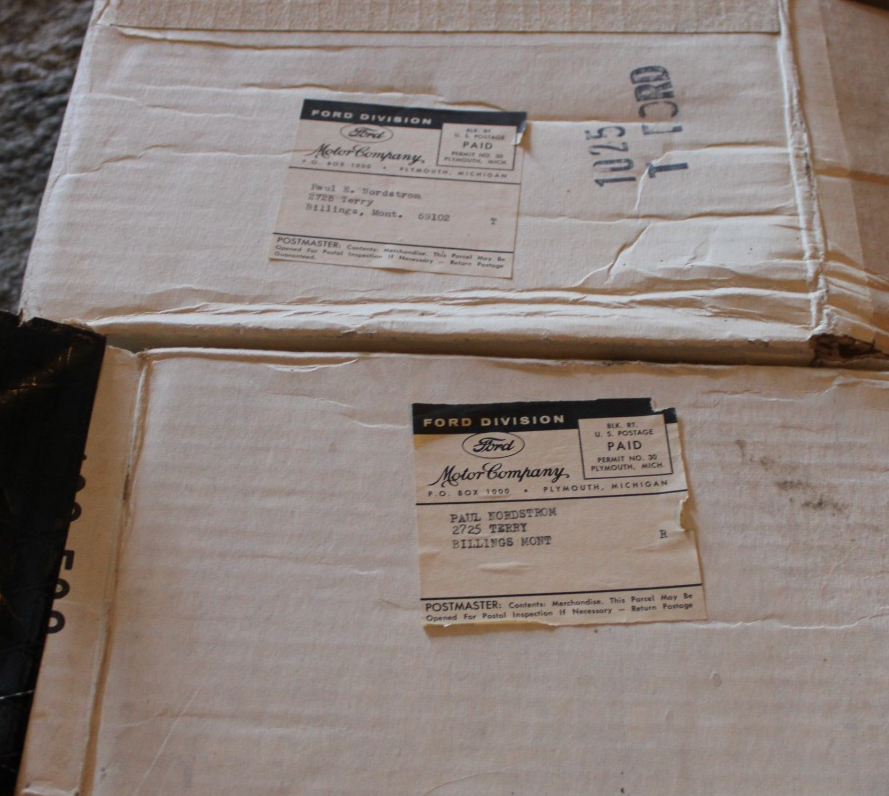 FORD DIVISION
Ford
Motor Company,
P. O. BOX 1000 • PLYMOUTH, MICHIGAN
BLK. RT.
U. S. POSTAGE
PAID
PERMIT NO. 30
PLYMOUTH, MICH.
Paul E. Nordstrom
2725 Terry
Billings, Mont. 59102
T
POSTMASTER: Contents: Merchandise. This Parcel May Be
Opened For Postal Inspection If Necessary — Return Postage
Guaranteed.
1025
T FORD
FORD DIVISION
Ford
Motor Company,
P.O. BOX 1000 • PLYMOUTH, MICHIGAN
BLK. RT.
U. S. POSTAGE
PAID
PERMIT NO. 30
PLYMOUTH, MICH.
PAUL NORDSTROM
2725 TERRY
BILLINGS MONT
R
POSTMASTER: Contents: Merchandise. This Parcel May Be
Opened For Postal Inspection If Necessary — Return Postage